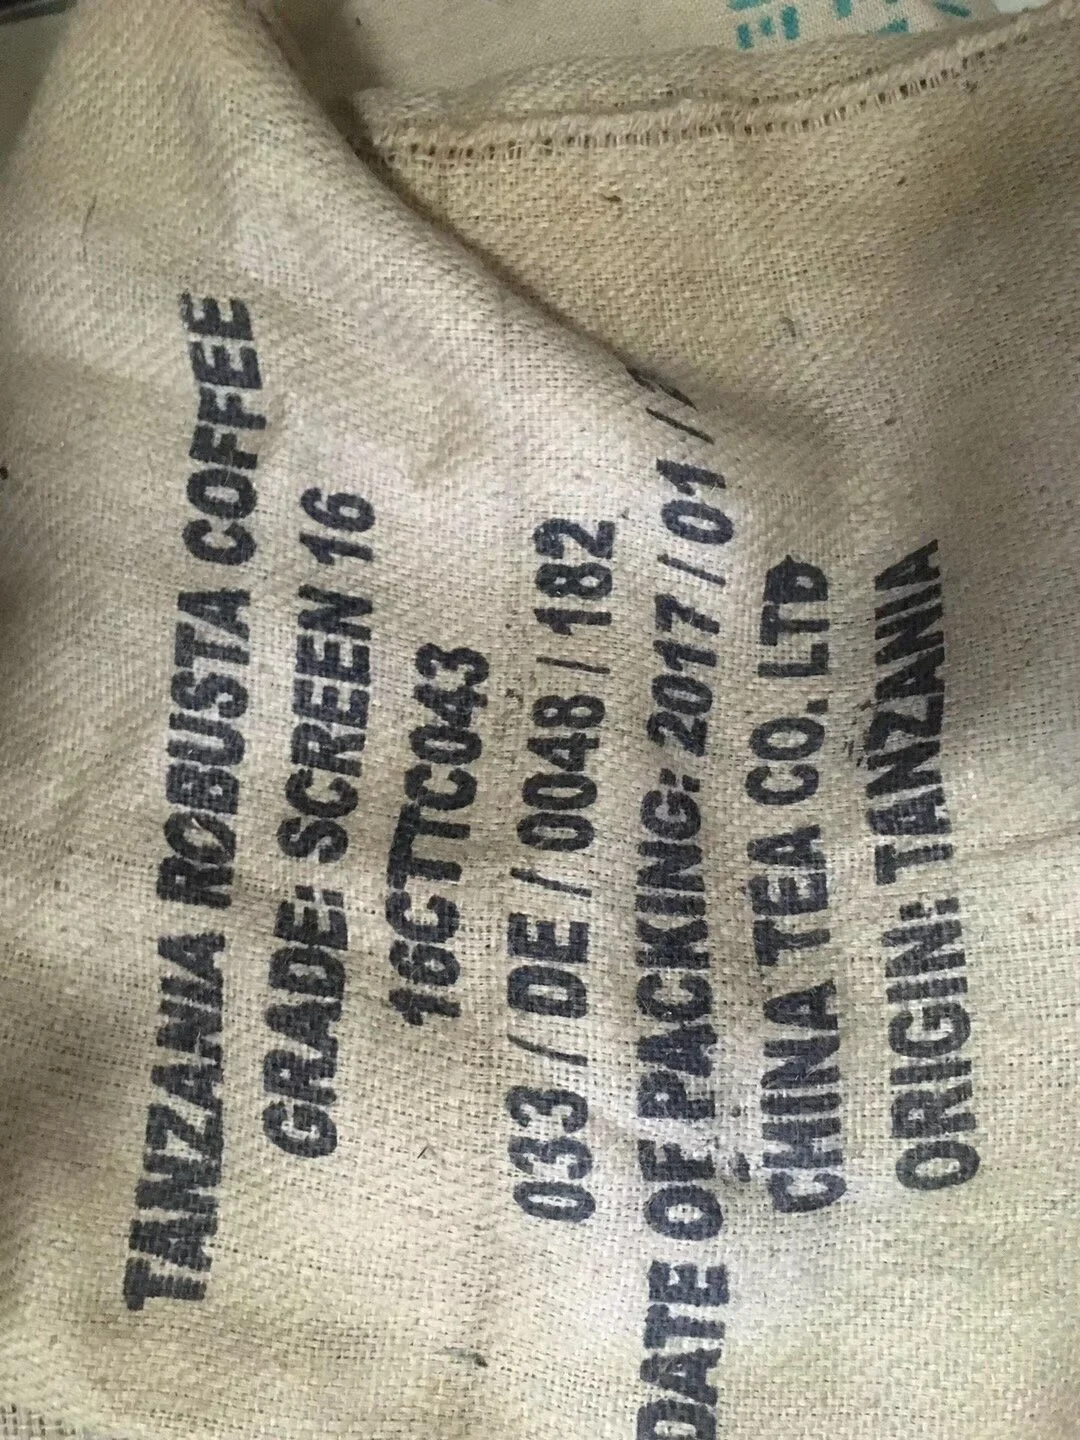 TANZANIA ROBUSTA COFFEE
GRADE: SCREEN 16
16CTTC043
033 / DE / 0048 / 182
DATE OF PACKING: 2017 / 01 /
CHINA TEA CO. LTD
ORIGIN: TANZANIA